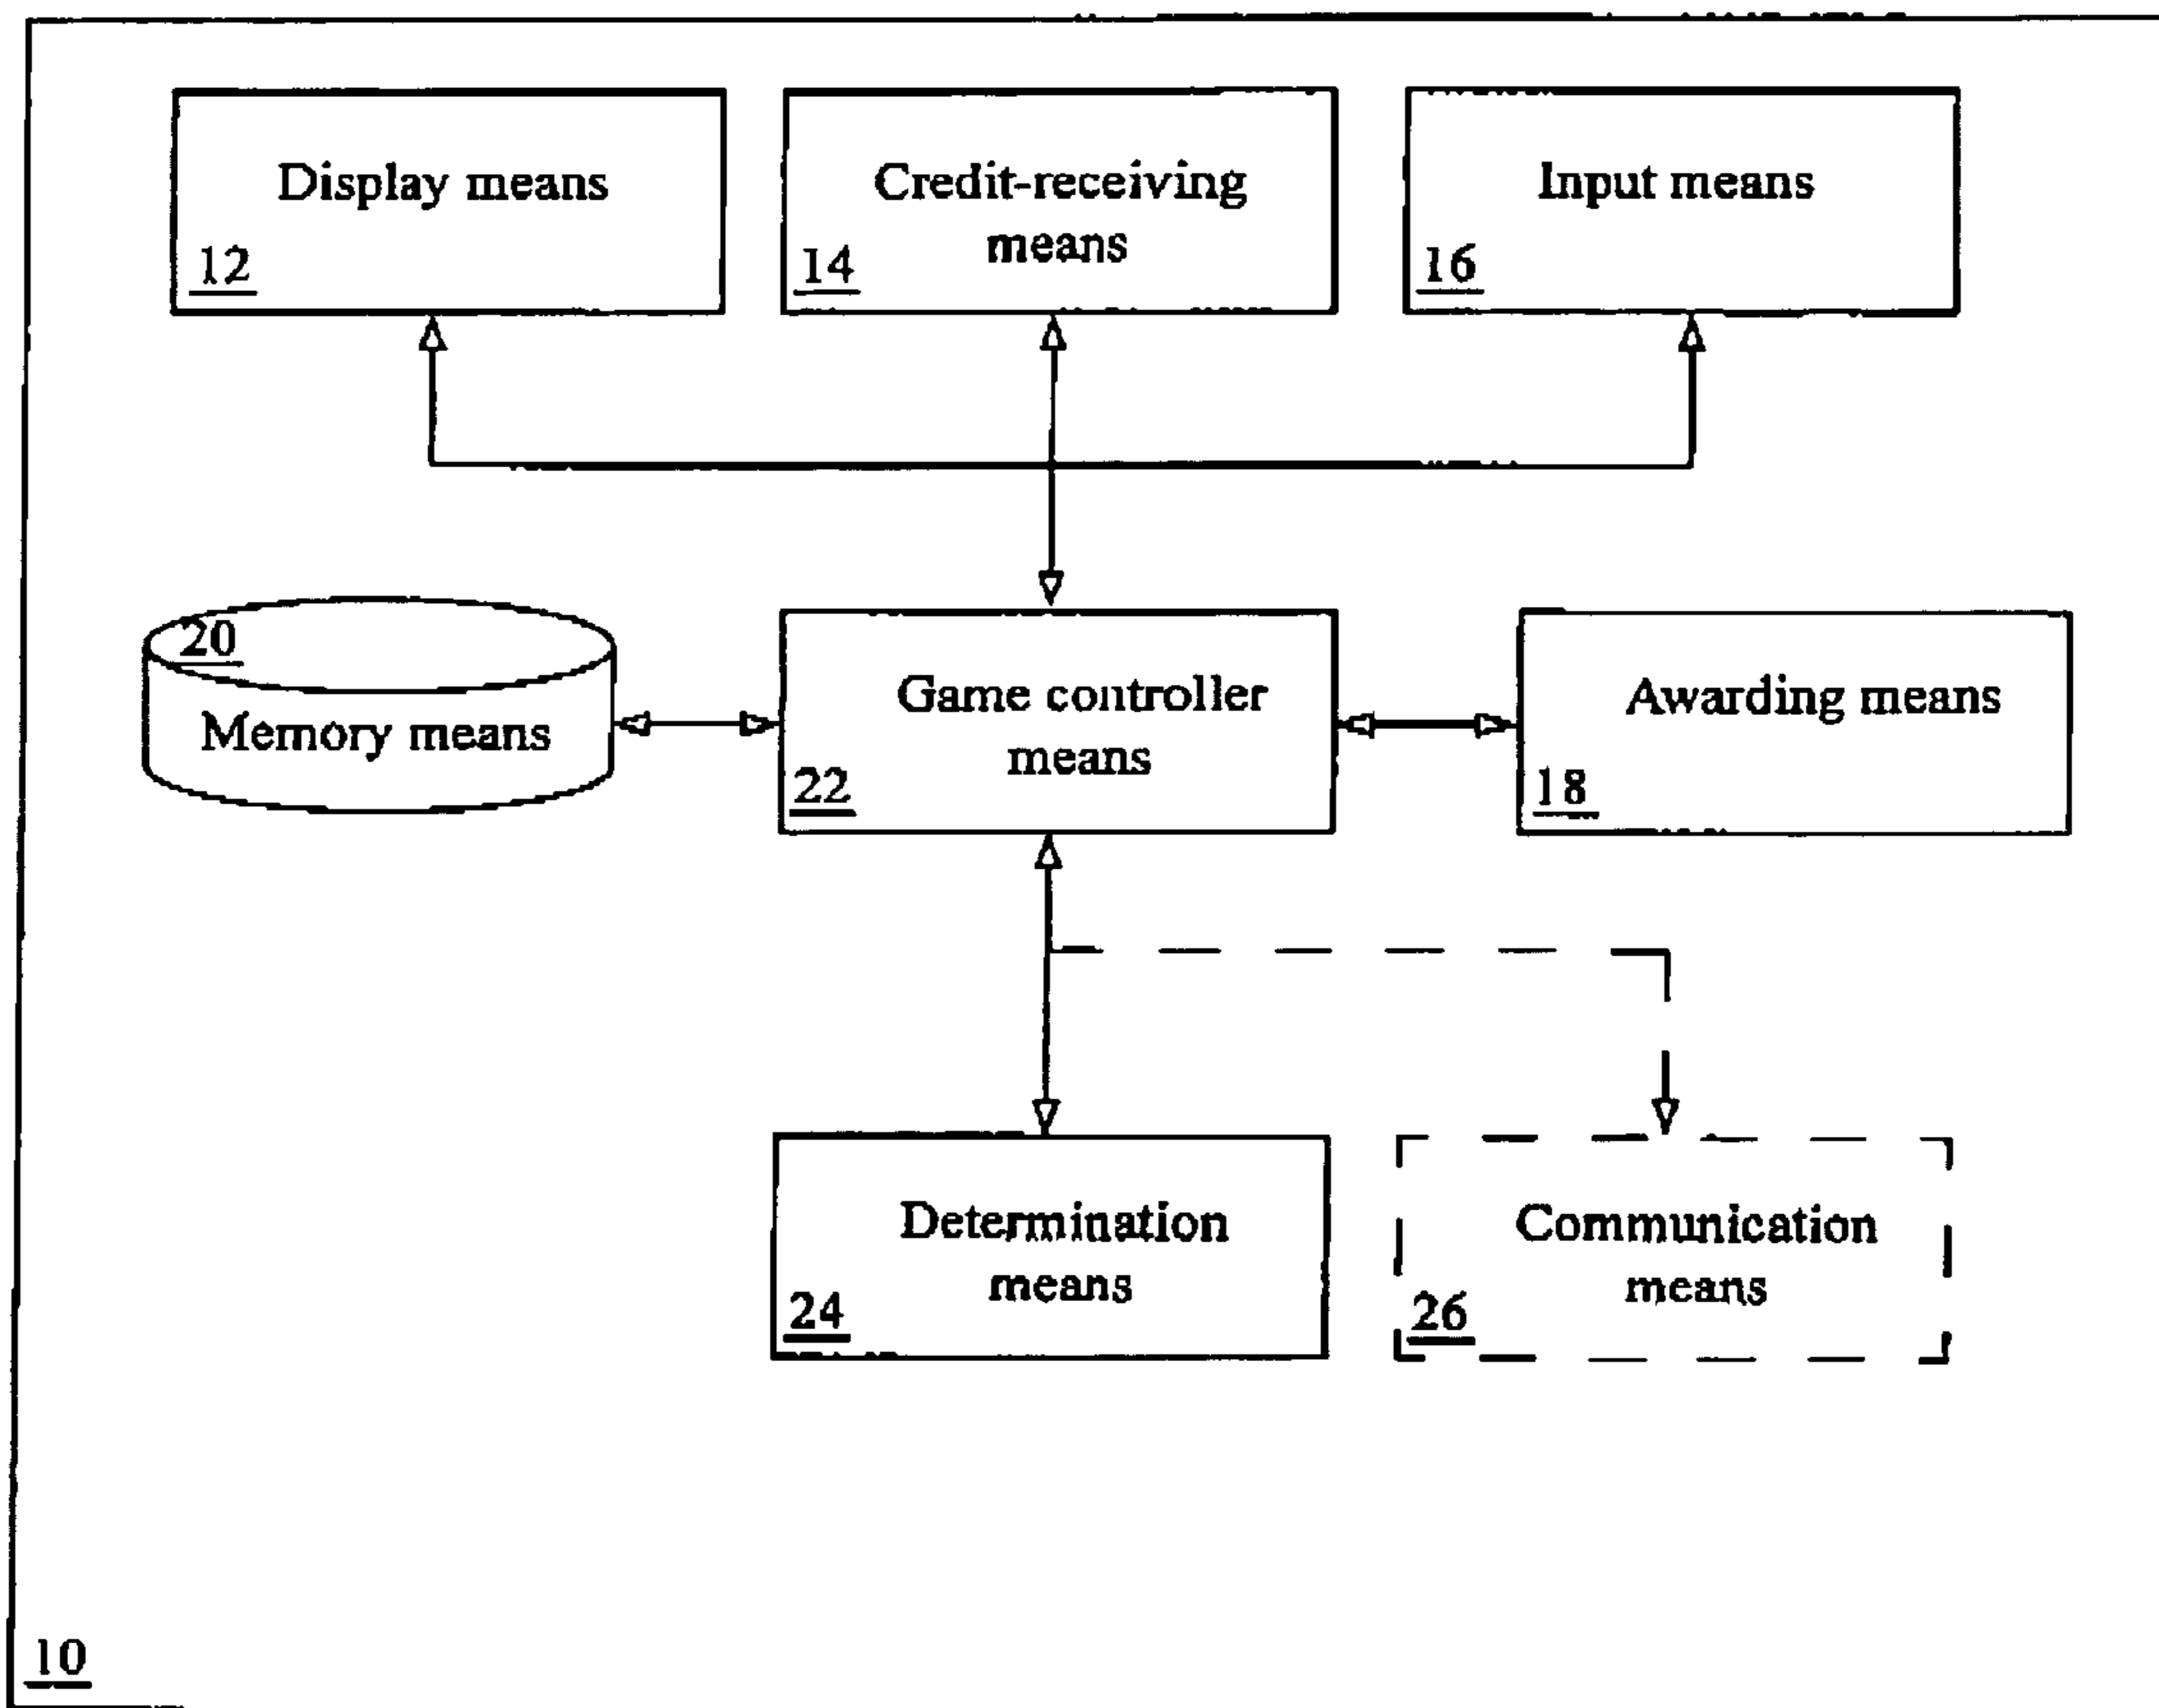 Display means
12
Credit-receiving
means
14
Input means
16
20
Memory means
Game controller
means
22
Awarding means
18
Determination
means
24
Communication
means
26
10